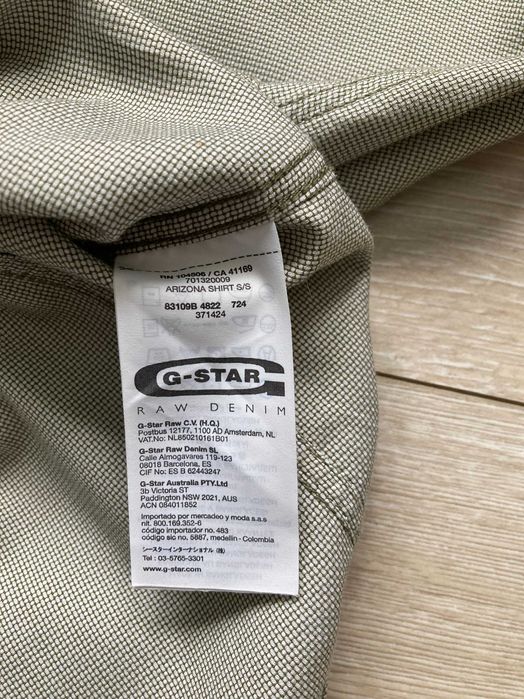 RN 104506 / CA 41169
701320009
ARIZONA SHIRT S/S
83109B 4822 724
371424
G-STAR
RAW DENIM
G-Star Raw C.V. (H.Q.)
Postbus 12177, 1100 AD Amsterdam, NL
VAT.No: NL850210161B01
G-Star Raw Denim SL
Calle Almogavares 119-123
08018 Barcelona, ES
CIF No: ES B 62443247
G-Star Australia PTY.Ltd
3b Victoria ST
Paddington NSW 2021, AUS
ACN 084011852
Importado por mercadeo y moda s.a.s
nit. 800.169.352-6
código importador no. 483
código sic no, 5887, medellin - Colombia
シースターインターナショナル (株)
Tel : 03-5765-3301
www.g-star.com